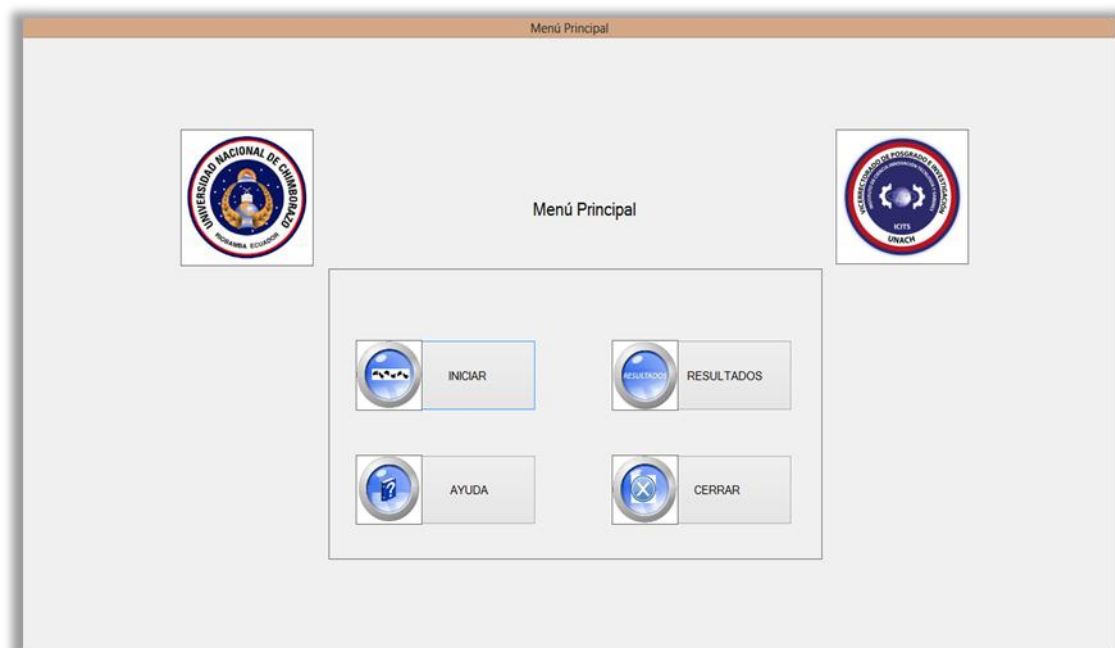 Menú Principal
UNIVERSIDAD NACIONAL DE CHIMBORAZO
RIOBAMBA ECUADOR
Menú Principal
VICERRECTORADO DE POSGRADO E INVESTIGACIÓN
ICITS
UNACH
INICIAR
RESULTADOS
RESULTADOS
AYUDA
CERRAR